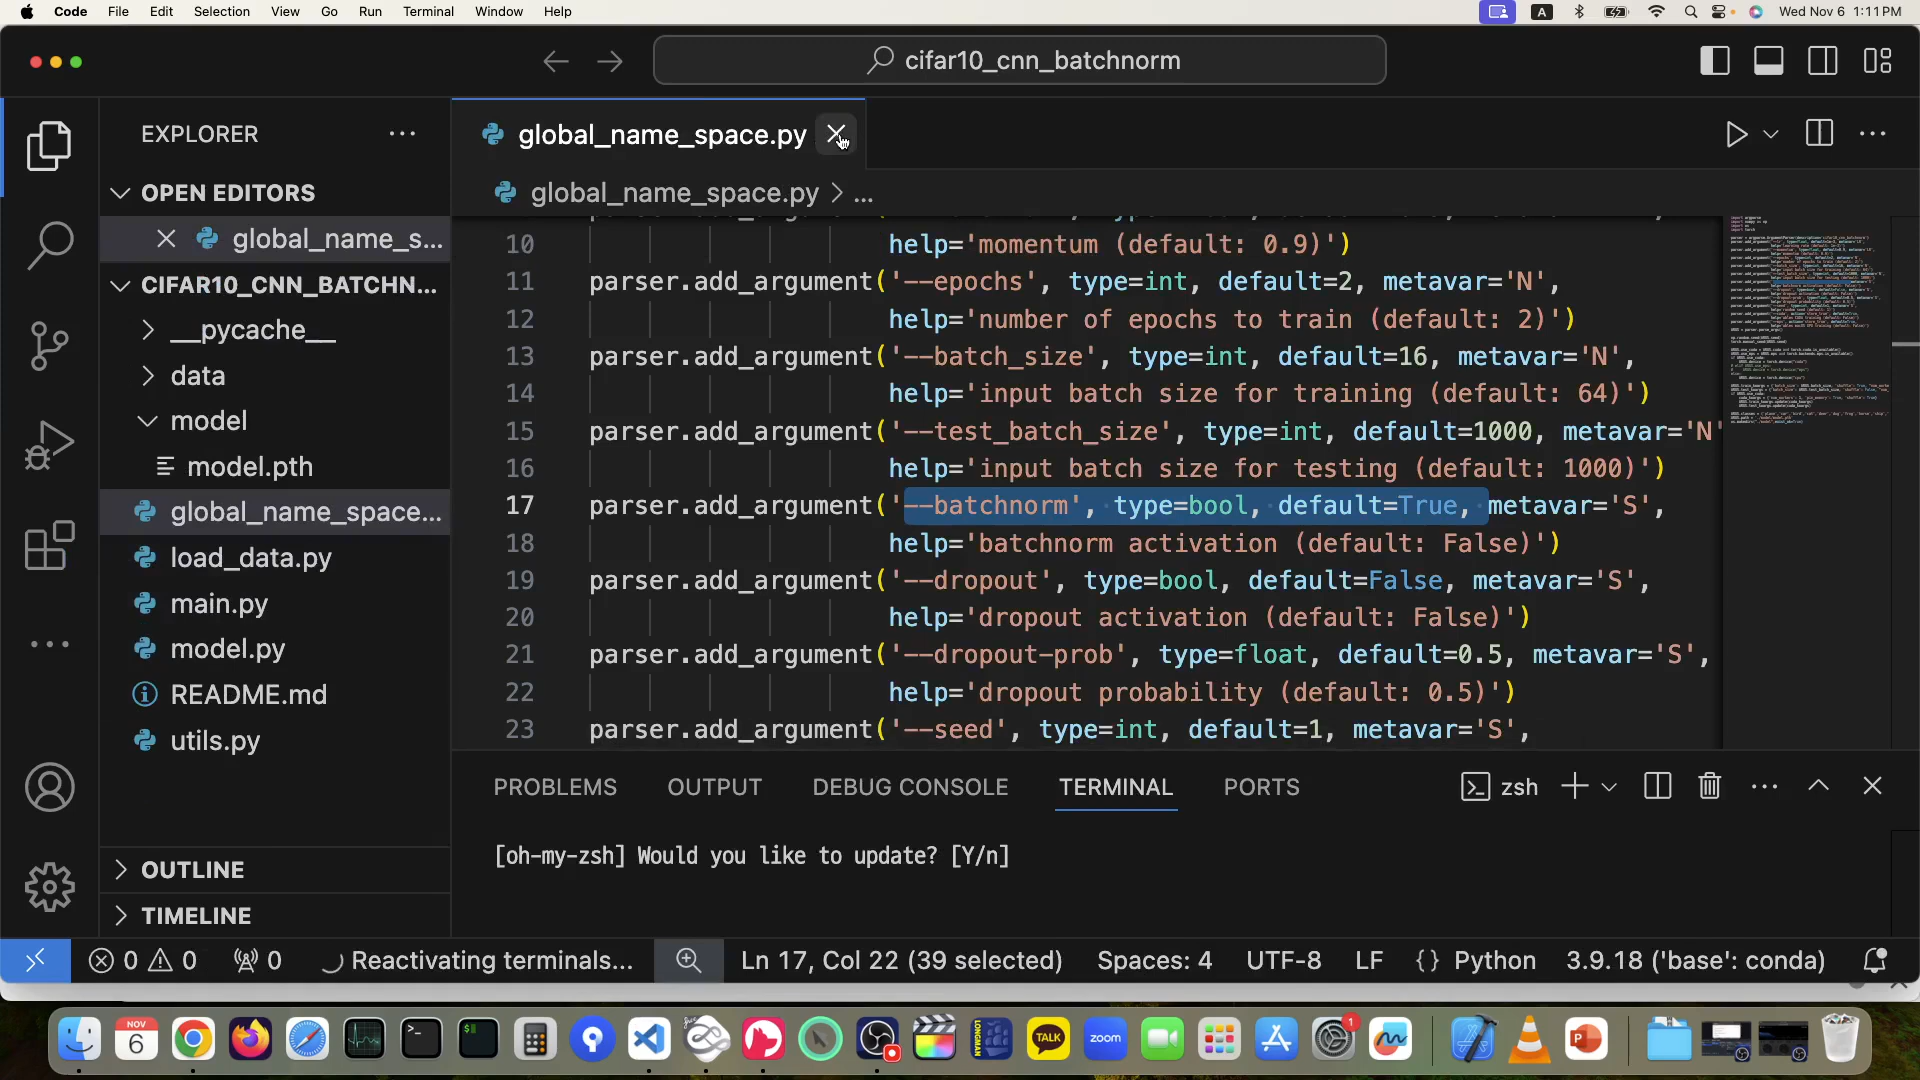 Code File Edit Selection View Go Run Terminal Window Help A Wed Nov 6 1:11 PM
cifar10_cnn_batchnorm
EXPLORER
OPEN EDITORS
global_name_s...
CIFAR10_CNN_BATCHN...
__pycache__
data
model
model.pth
global_name_space...
load_data.py
main.py
model.py
README.md
utils.py
OUTLINE
TIMELINE
global_name_space.py
global_name_space.py > ...
10 help='momentum (default: 0.9)')
11 parser.add_argument('--epochs', type=int, default=2, metavar='N',
12 help='number of epochs to train (default: 2)')
13 parser.add_argument('--batch_size', type=int, default=16, metavar='N',
14 help='input batch size for training (default: 64)')
15 parser.add_argument('--test_batch_size', type=int, default=1000, metavar='N'
16 help='input batch size for testing (default: 1000)')
17 parser.add_argument('--batchnorm', type=bool, default=True, metavar='S',
18 help='batchnorm activation (default: False)')
19 parser.add_argument('--dropout', type=bool, default=False, metavar='S',
20 help='dropout activation (default: False)')
21 parser.add_argument('--dropout-prob', type=float, default=0.5, metavar='S',
22 help='dropout probability (default: 0.5)')
23 parser.add_argument('--seed', type=int, default=1, metavar='S',
PROBLEMS OUTPUT DEBUG CONSOLE TERMINAL PORTS zsh
[oh-my-zsh] Would you like to update? [Y/n]
0 0 0 Reactivating terminals... Ln 17, Col 22 (39 selected) Spaces: 4 UTF-8 LF {} Python 3.9.18 ('base': conda)
NOV
6
LONGMAN
TALK
zoom
1